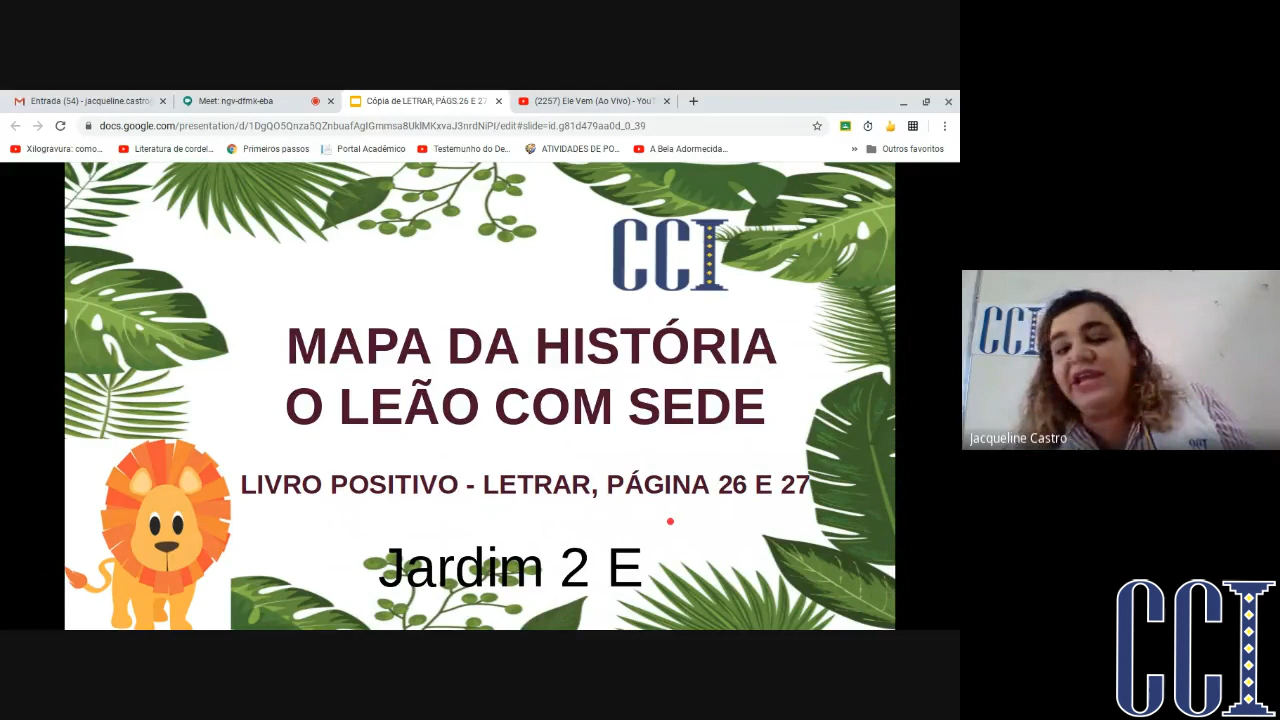 Entrada (54) - jacqueline.castro
Meet: ngv-dfmk-eba
Cópia de LETRAR, PÁGS.26 E 27
(2257) Ele Vem (Ao Vivo) - YouT
docs.google.com/presentation/d/1DgQO5Qnza5QZnbuafAgIGmmsa8UklMKxvaJ3nrdNiPI/edit#slide=id.g81d479aa0d_0_39
Xilogravura: como...
Literatura de cordel...
Primeiros passos
Portal Acadêmico
Testemunho do De...
ATIVIDADES DE PO...
A Bela Adormecida...
»
Outros favoritos
CCI
MAPA DA HISTÓRIA
O LEÃO COM SEDE
LIVRO POSITIVO - LETRAR, PÁGINA 26 E 27
Jardim 2 E
CCI
Jacqueline Castro
CCI